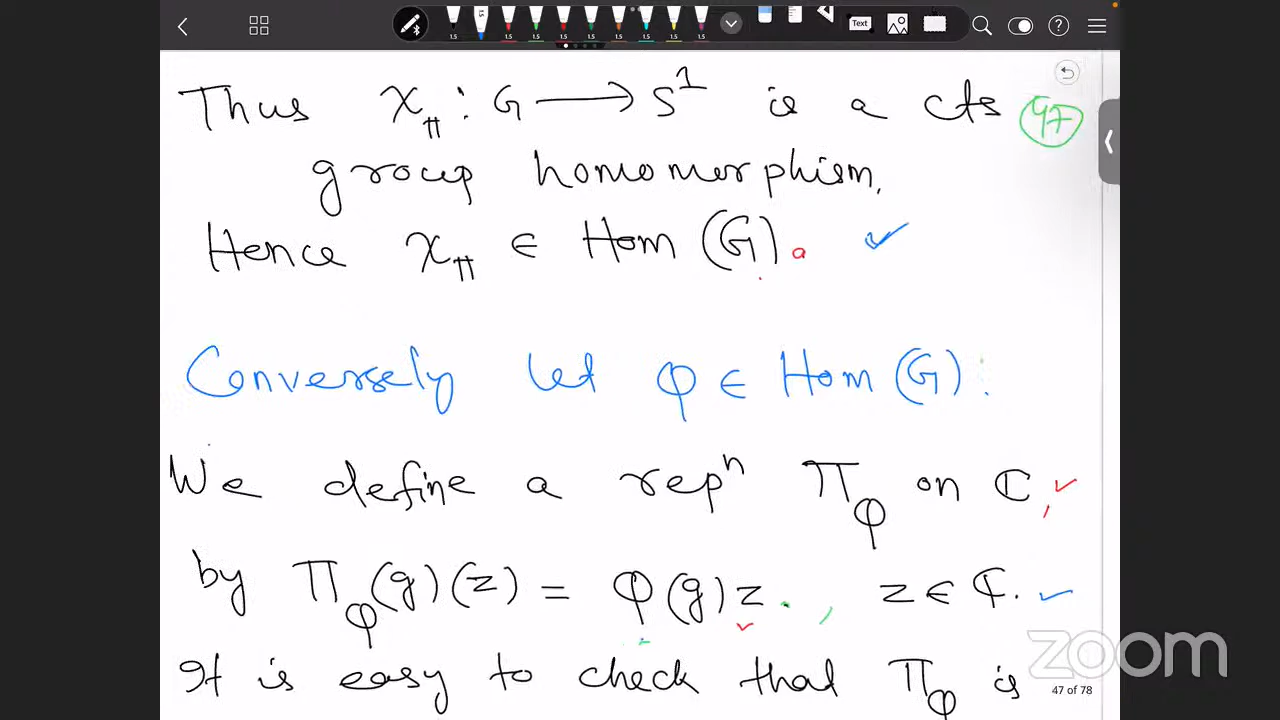 Text
Thus χ_π : G ⟶ S¹ is a cts 47
group homomorphism.
Hence χ_π ∈ Hom (G).
Conversely let φ ∈ Hom (G).
We define a repⁿ Π_φ on ℂ,
by Π_φ(g)(z) = φ(g)z, z ∈ ℂ.
It is easy to check that Π_φ is
zoom
47 of 78